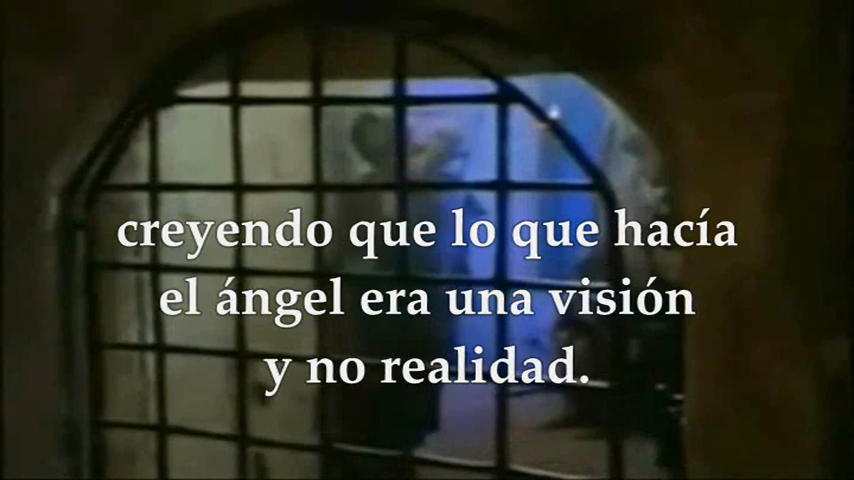 creyendo que lo que hacía
el ángel era una visión
y no realidad.